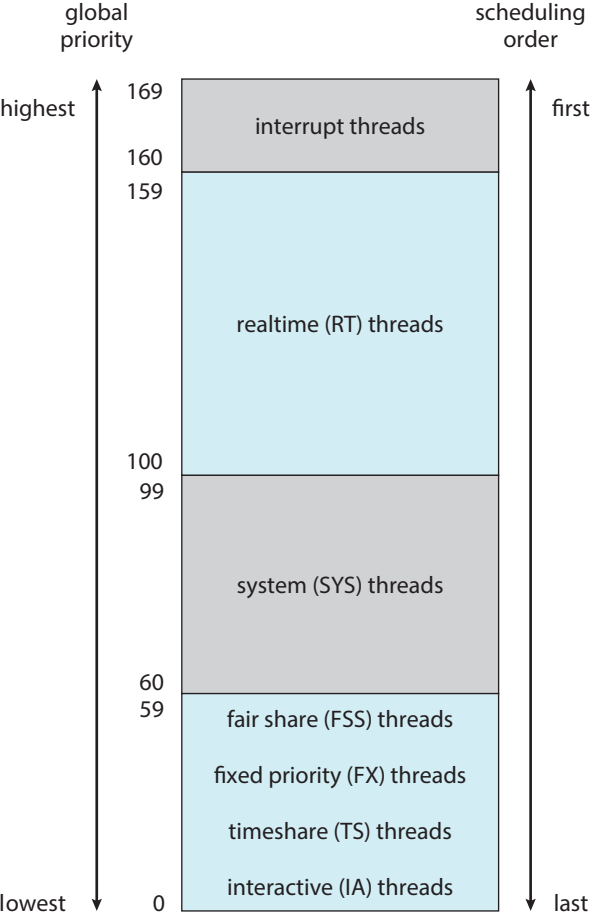 global
priority
scheduling
order
highest
169
first
interrupt threads
160
159
realtime (RT) threads
100
99
system (SYS) threads
60
59
fair share (FSS) threads
fixed priority (FX) threads
timeshare (TS) threads
interactive (IA) threads
lowest
0
last